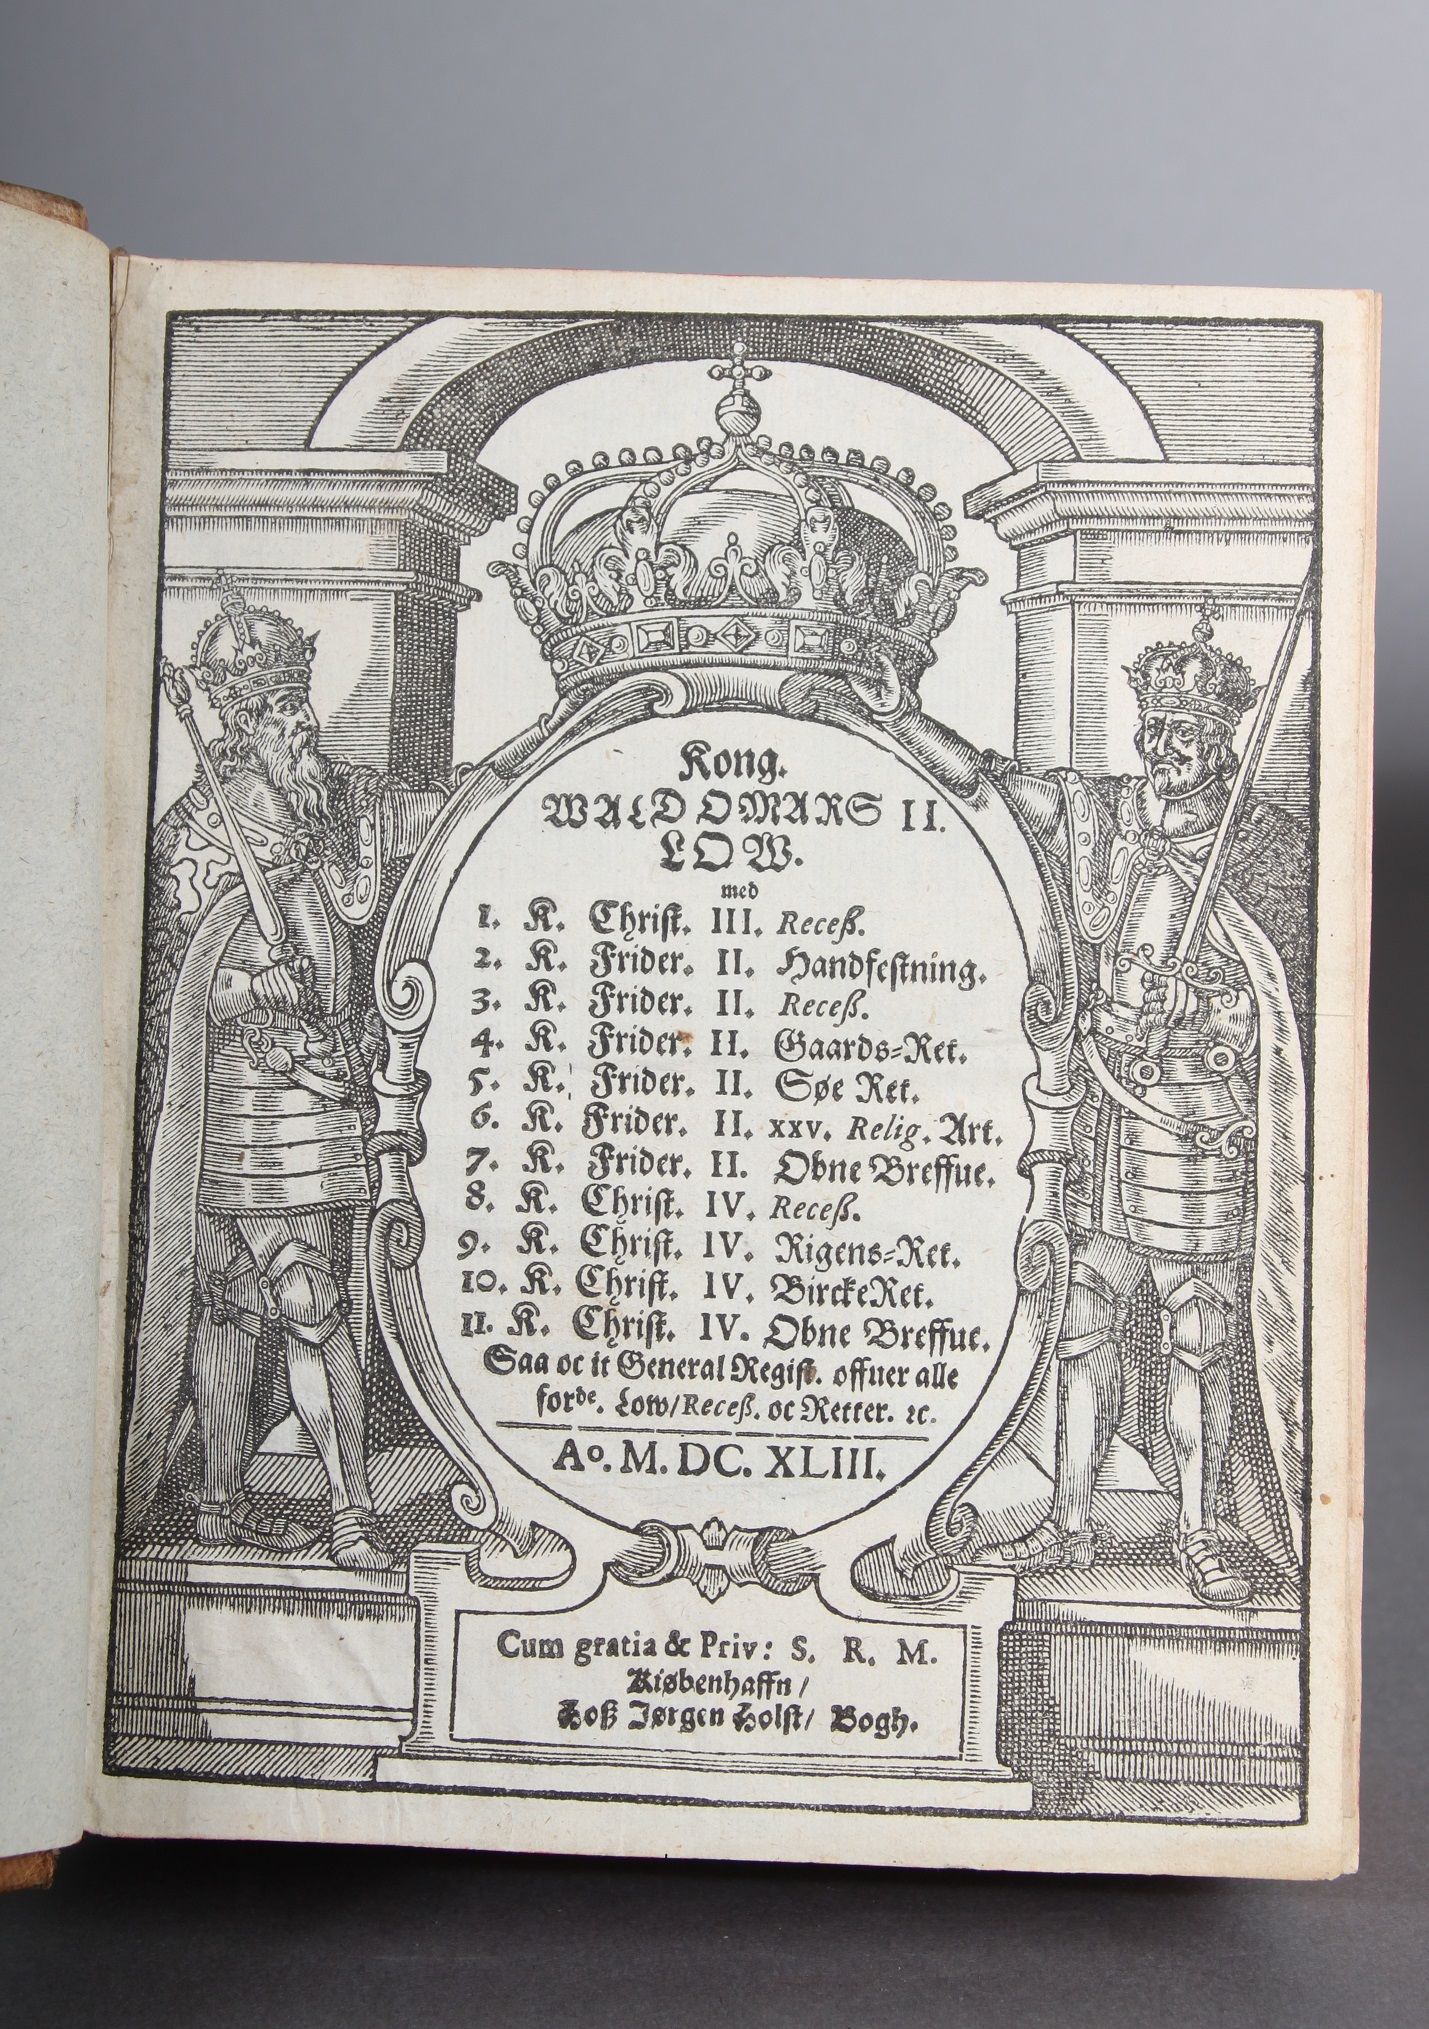 Kong.
WALDOMARS II.
LOW.
med
1. K. Christ. III. Receß.
2. K. Frider. II. Handfestning.
3. K. Frider. II. Receß.
4. K. Frider. II. Gaards=Ret.
5. K. Frider. II. Søe Ret.
6. K. Frider. II. xxv. Relig. Art.
7. K. Frider. II. Obne Breffue.
8. K. Christ. IV. Receß.
9. K. Christ. IV. Rigens=Ret.
10. K. Christ. IV. BirckeRet.
11. K. Christ. IV. Obne Breffue.
Saa oc it General Regist. offuer alle
forde. Low/Receß. oc Retter. ꝛc.
Ao. M. DC. XLIII.
Cum gratia & Priv: S. R. M.
Kiøbenhaffn/
Hoß Jørgen Holst/ Bogh.